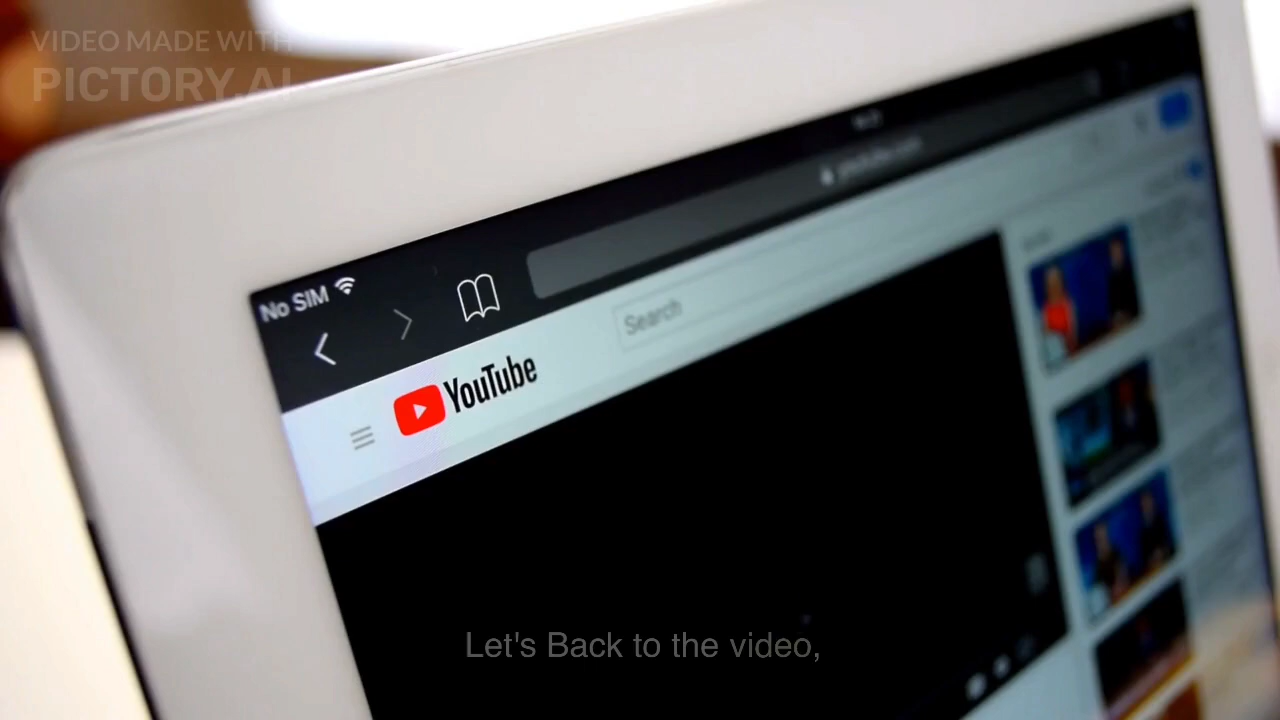 VIDEO MADE WITH
PICTORY.AI
No SIM
Search
YouTube
Let's Back to the video,